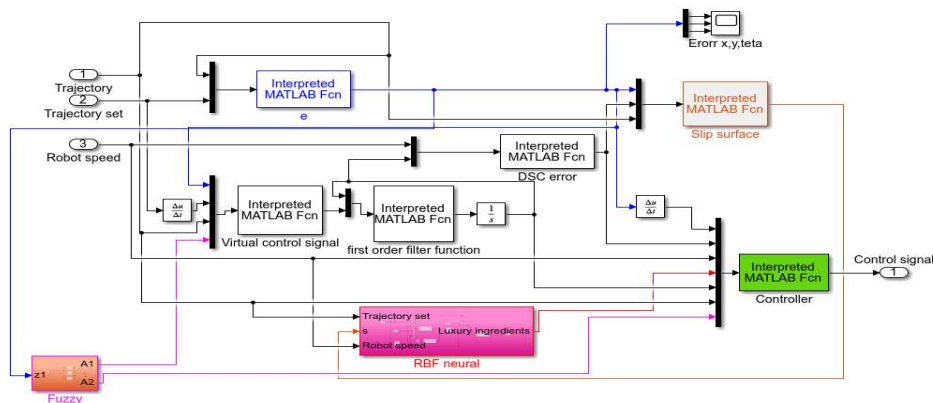 Erorr x,y,teta
1
Trajectory
2
Trajectory set
Interpreted
MATLAB Fcn
e
Interpreted
MATLAB Fcn
Slip surface
3
Robot speed
Interpreted
MATLAB Fcn
DSC error
Δu
Δt
Interpreted
MATLAB Fcn
Virtual control signal
Interpreted
MATLAB Fcn
first order filter function
1
s
Δu
Δt
Interpreted
MATLAB Fcn
Controller
Control signal
1
Trajectory set
s
Robot speed
Luxury ingredients
RBF neural
z1
A1
A2
Fuzzy